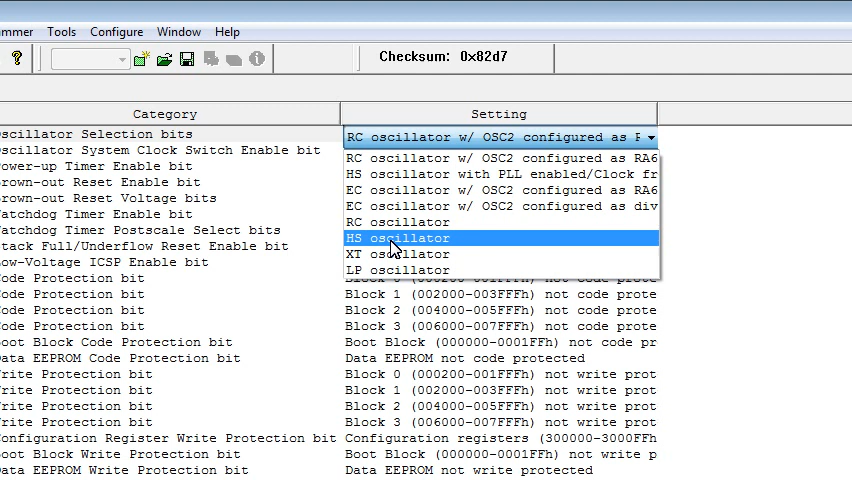 ammer Tools Configure Window Help
? Checksum: 0x82d7
Category Setting
scillator Selection bits RC oscillator w/ OSC2 configured as R
scillator System Clock Switch Enable bit RC oscillator w/ OSC2 configured as RA6
ower-up Timer Enable bit HS oscillator with PLL enabled/Clock fr
rown-out Reset Enable bit EC oscillator w/ OSC2 configured as RA6
rown-out Reset Voltage bits EC oscillator w/ OSC2 configured as div
atchdog Timer Enable bit RC oscillator
atchdog Timer Postscale Select bits HS oscillator
tack Full/Underflow Reset Enable bit XT oscillator
ow-Voltage ICSP Enable bit LP oscillator
ode Protection bit
ode Protection bit Block 1 (002000-003FFFh) not code prote
ode Protection bit Block 2 (004000-005FFFh) not code prote
ode Protection bit Block 3 (006000-007FFFh) not code prote
oot Block Code Protection bit Boot Block (000000-0001FFh) not code pr
ata EEPROM Code Protection bit Data EEPROM not code protected
rite Protection bit Block 0 (000200-001FFFh) not write prot
rite Protection bit Block 1 (002000-003FFFh) not write prot
rite Protection bit Block 2 (004000-005FFFh) not write prot
rite Protection bit Block 3 (006000-007FFFh) not write prot
onfiguration Register Write Protection bit Configuration registers (300000-3000FFh
oot Block Write Protection bit Boot Block (000000-0001FFh) not write p
ata EEPROM Write Protection bit Data EEPROM not write protected